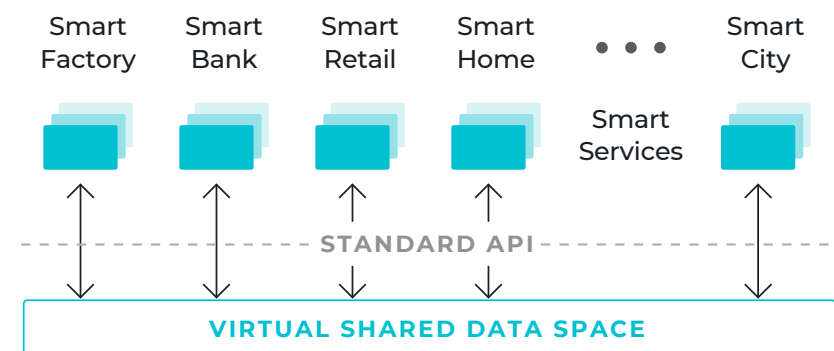 Smart
Factory
Smart
Bank
Smart
Retail
Smart
Home
Smart
Services
Smart
City
STANDARD API
VIRTUAL SHARED DATA SPACE